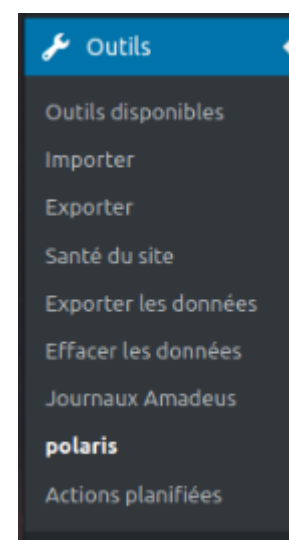 Outils
Outils disponibles
Importer
Exporter
Santé du site
Exporter les données
Effacer les données
Journaux Amadeus
polaris
Actions planifiées